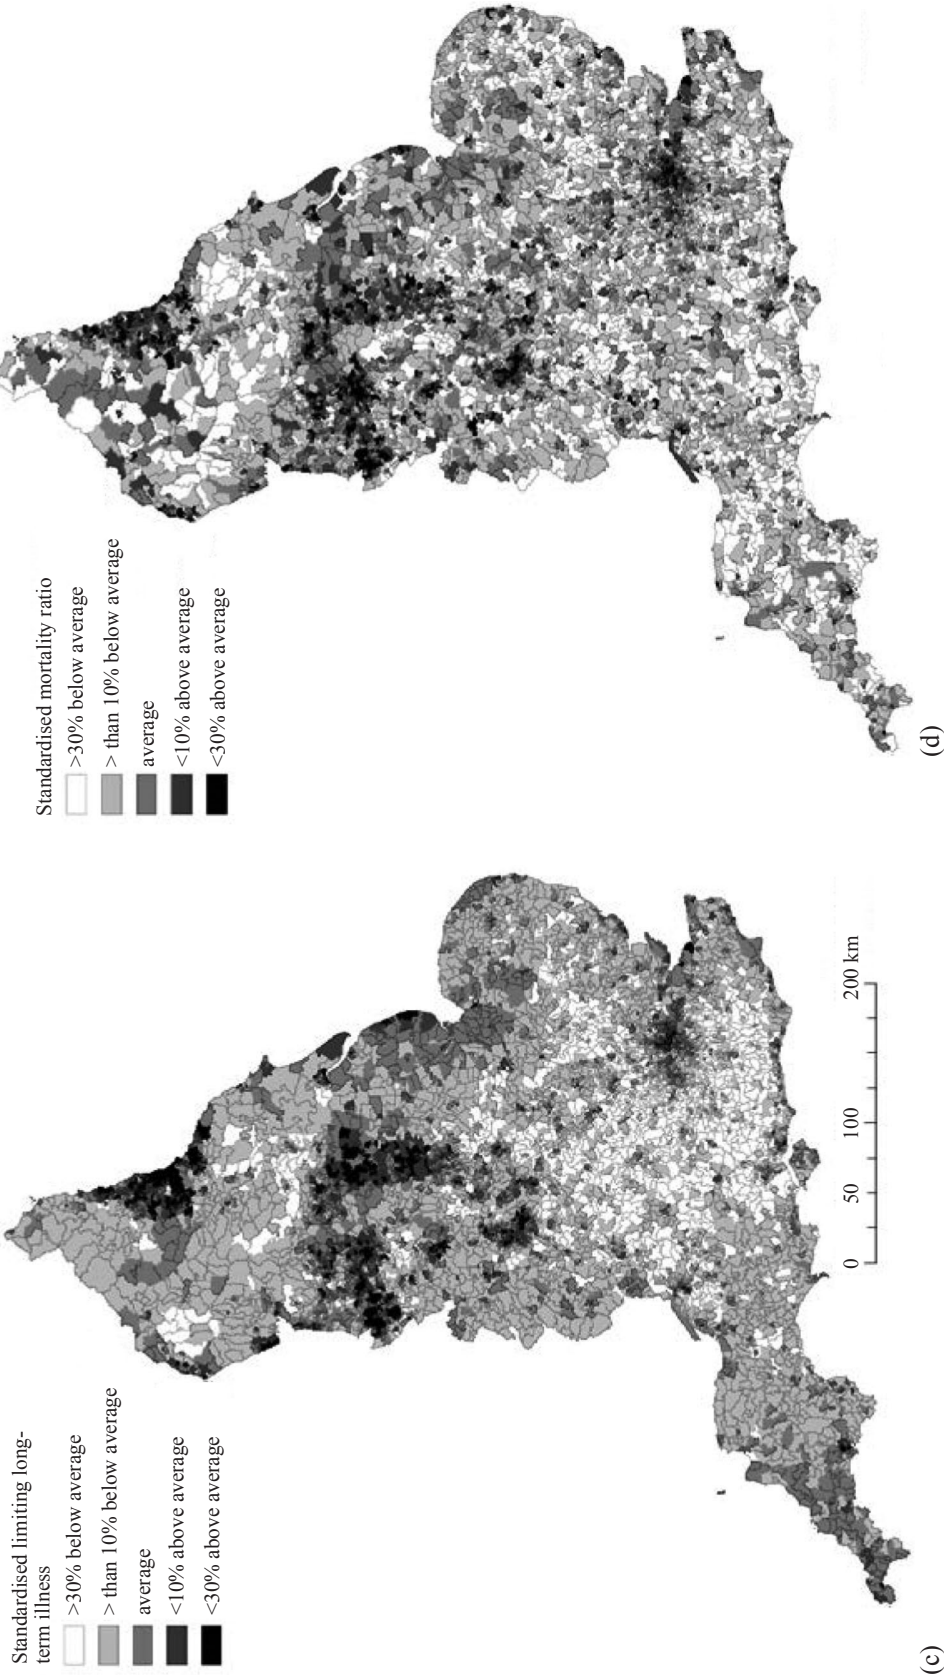 Standardised limiting long-
term illness
>30% below average
> than 10% below average
average
<10% above average
<30% above average
0
50
100
200 km
(c)
Standardised mortality ratio
>30% below average
> than 10% below average
average
<10% above average
<30% above average
(d)